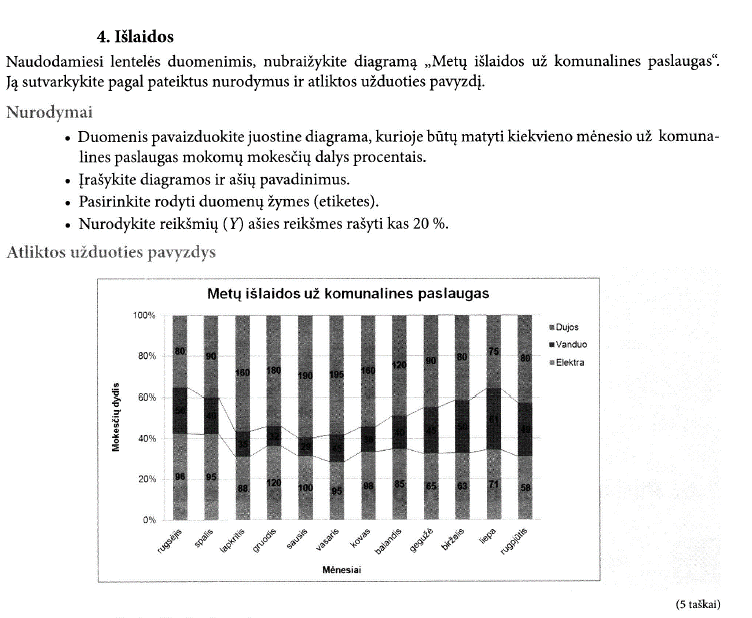 4. Išlaidos
Naudodamiesi lentelės duomenimis, nubraižykite diagramą „Metų išlaidos už komunalines paslaugas“.
Ją sutvarkykite pagal pateiktus nurodymus ir atliktos užduoties pavyzdį.
Nurodymai
• Duomenis pavaizduokite juostine diagrama, kurioje būtų matyti kiekvieno mėnesio už komuna-
lines paslaugas mokomų mokesčių dalys procentais.
• Įrašykite diagramos ir ašių pavadinimus.
• Pasirinkite rodyti duomenų žymes (etiketes).
• Nurodykite reikšmių (Y) ašies reikšmes rašyti kas 20 %.
Atliktos užduoties pavyzdys
Metų išlaidos už komunalines paslaugas
100%
80%
60%
40%
20%
0%
Mokesčių dydis
80 90 160 180 190 195 160 120 90 80 75 80
96 95 88 120 100 95 98 85 65 63 71 58
rugsėjis spalis lapkritis gruodis sausis vasaris kovas balandis gegužė birželis liepa rugpjūtis
Mėnesiai
Dujos
Vanduo
Elektra
(5 taškai)